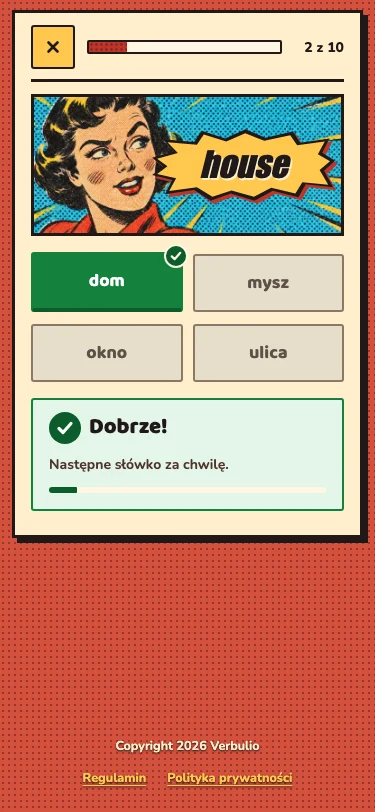 2 z 10
house
dom
mysz
okno
ulica
Dobrze!
Następne słówko za chwilę.
Copyright 2026 Verbulio
Regulamin Polityka prywatności